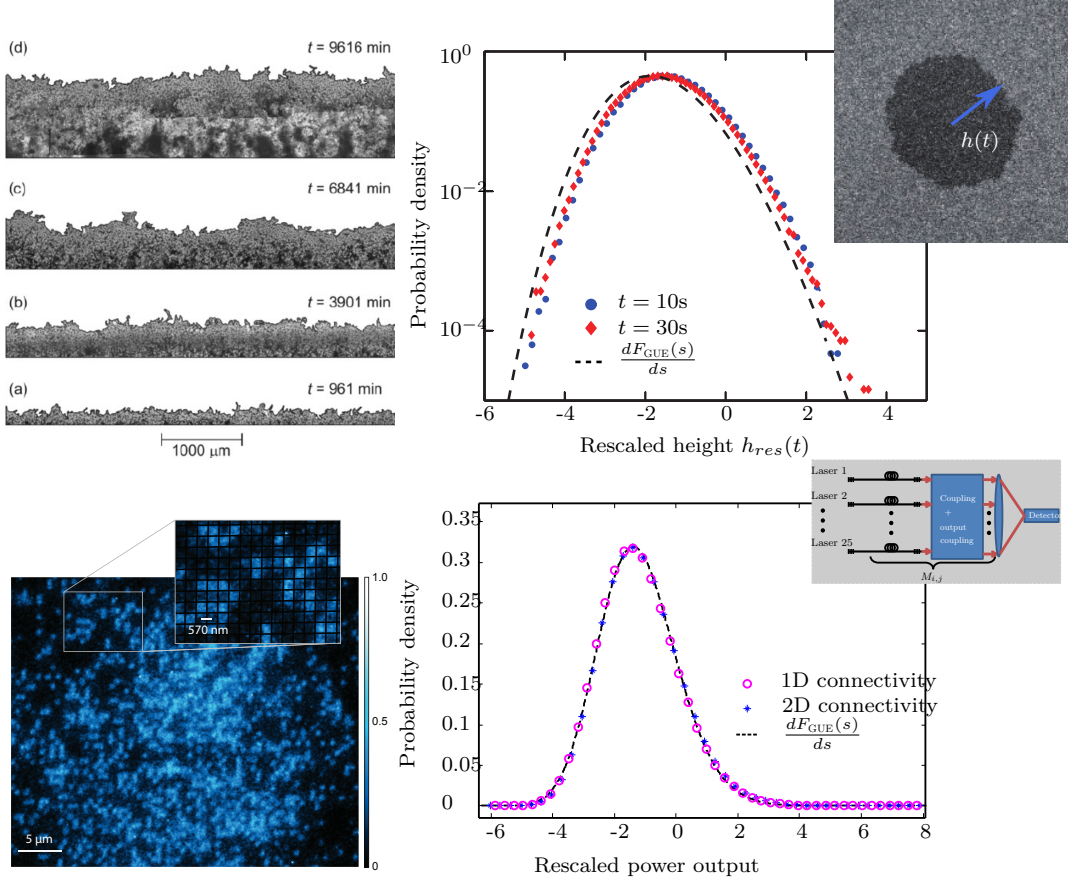 (d)
t = 9616 min
(c)
t = 6841 min
(b)
t = 3901 min
(a)
t = 961 min
1000 μm
Probability density
10^0
10^−2
10^−4
-6
-4
-2
0
2
4
t = 10s
t = 30s
dF_GUE(s)
ds
Rescaled height h_res(t)
h(t)
570 nm
1.0
0.5
0
5 μm
Probability density
0.35
0.3
0.25
0.2
0.15
0.1
0.05
0
-6
-4
-2
0
2
4
6
8
1D connectivity
2D connectivity
dF_GUE(s)
ds
Rescaled power output
Laser 1
Laser 2
Laser 25
Coupling
+
output
coupling
Detector
M_i,j